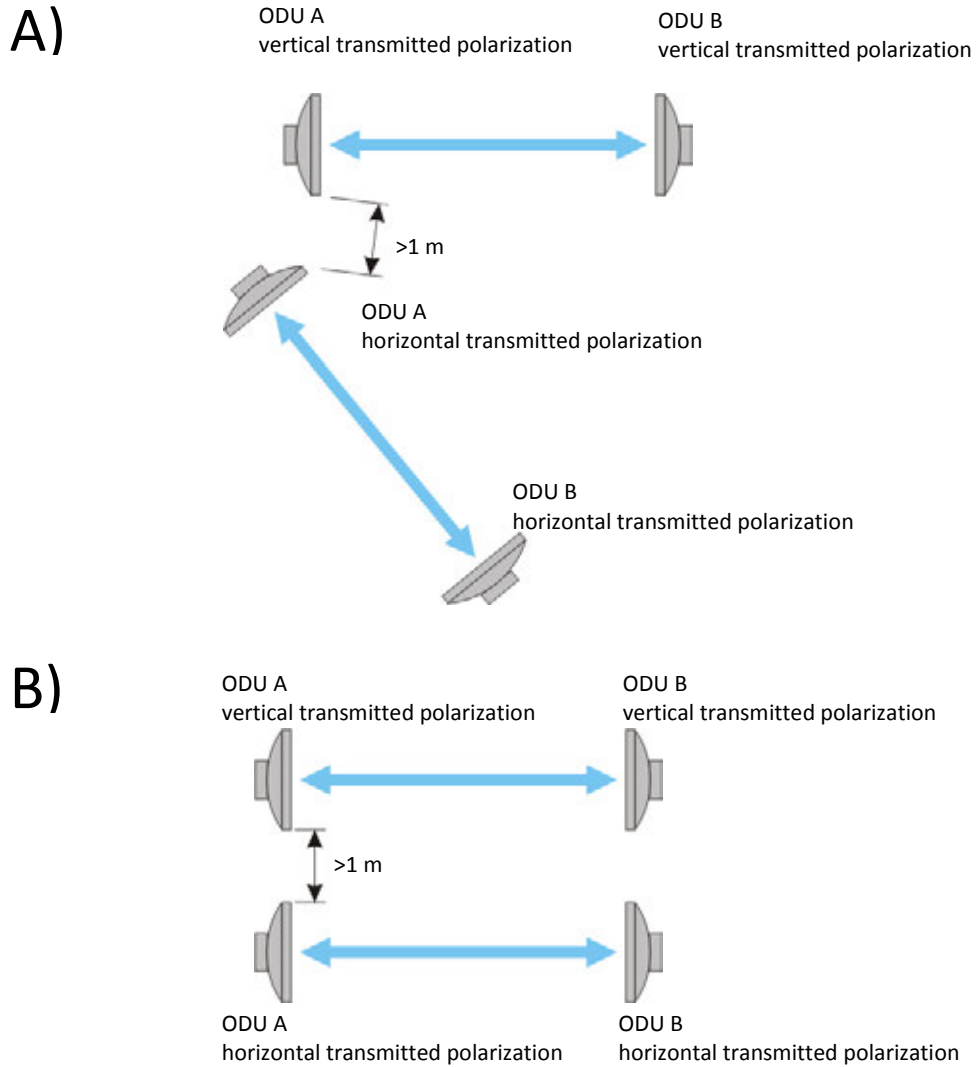 A)
ODU A
vertical transmitted polarization
ODU B
vertical transmitted polarization
>1 m
ODU A
horizontal transmitted polarization
ODU B
horizontal transmitted polarization
B)
ODU A
vertical transmitted polarization
ODU B
vertical transmitted polarization
>1 m
ODU A
horizontal transmitted polarization
ODU B
horizontal transmitted polarization